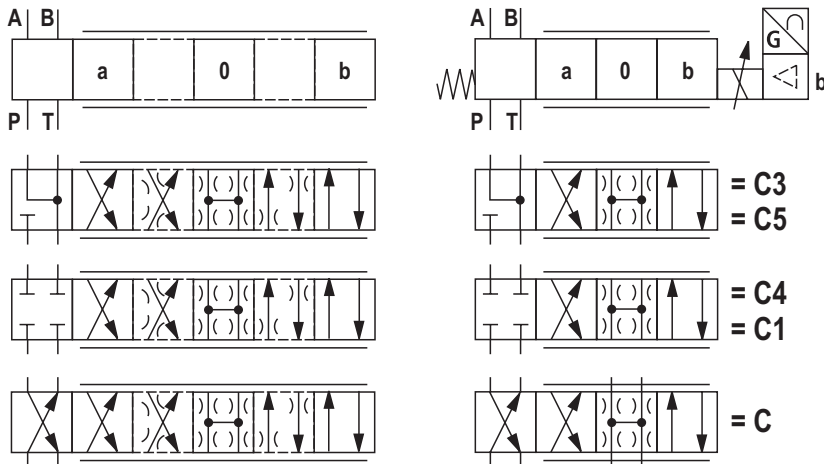 A B
a 0 b
P T
A B
a 0 b
G
b
P T
= C3
= C5
= C4
= C1
= C